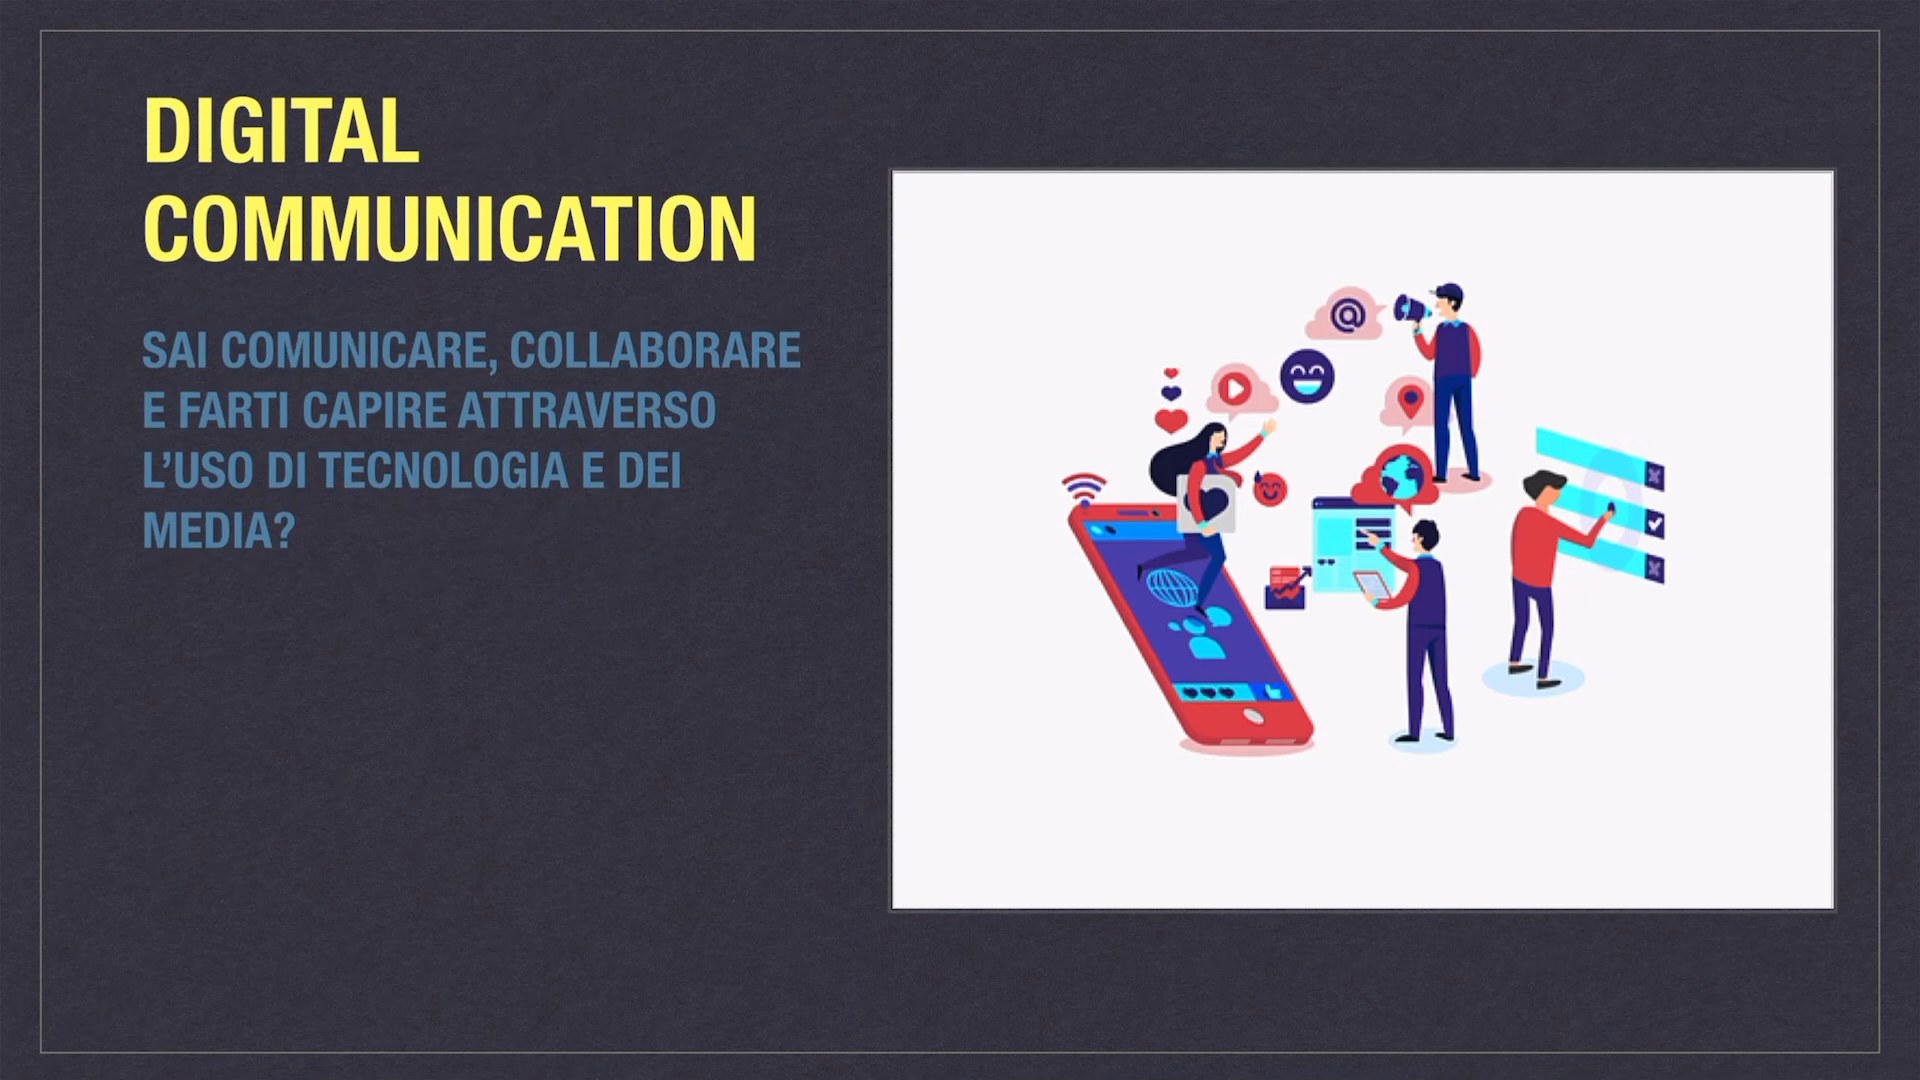 DIGITAL
COMMUNICATION
SAI COMUNICARE, COLLABORARE
E FARTI CAPIRE ATTRAVERSO
L’USO DI TECNOLOGIA E DEI
MEDIA?
@